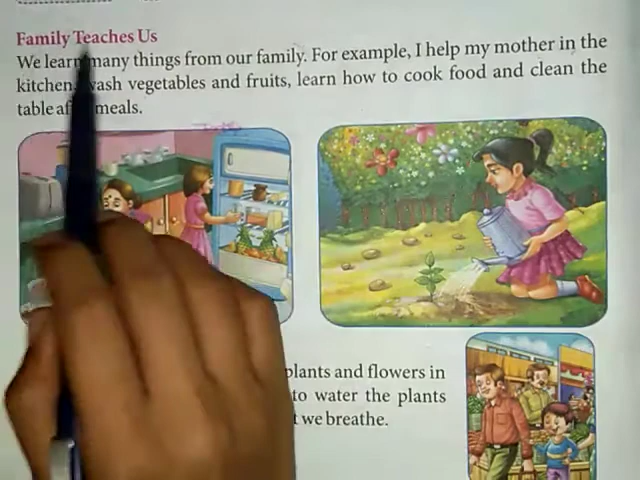 Family Teaches Us
We learn many things from our family. For example, I help my mother in the
kitchen, wash vegetables and fruits, learn how to cook food and clean the
table meals.
plants and flowers in
to water the plants
we breathe.